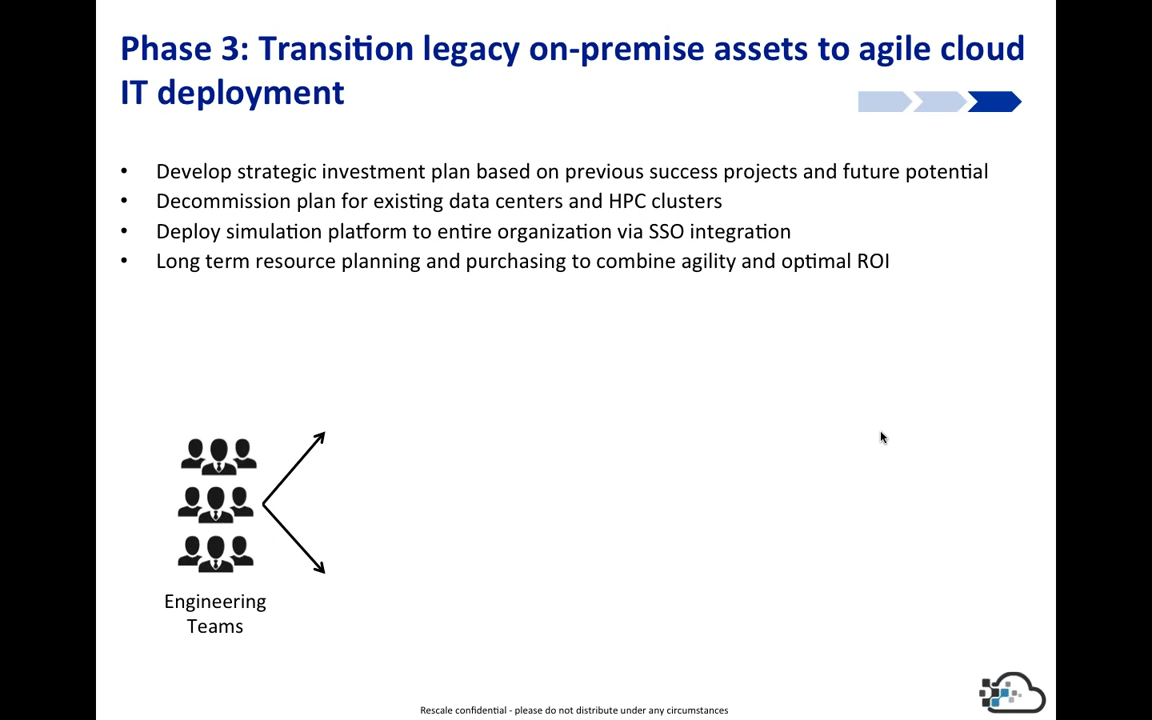 Phase 3: Transition legacy on-premise assets to agile cloud
IT deployment
• Develop strategic investment plan based on previous success projects and future potential
• Decommission plan for existing data centers and HPC clusters
• Deploy simulation platform to entire organization via SSO integration
• Long term resource planning and purchasing to combine agility and optimal ROI
Engineering
Teams
Rescale confidential - please do not distribute under any circumstances